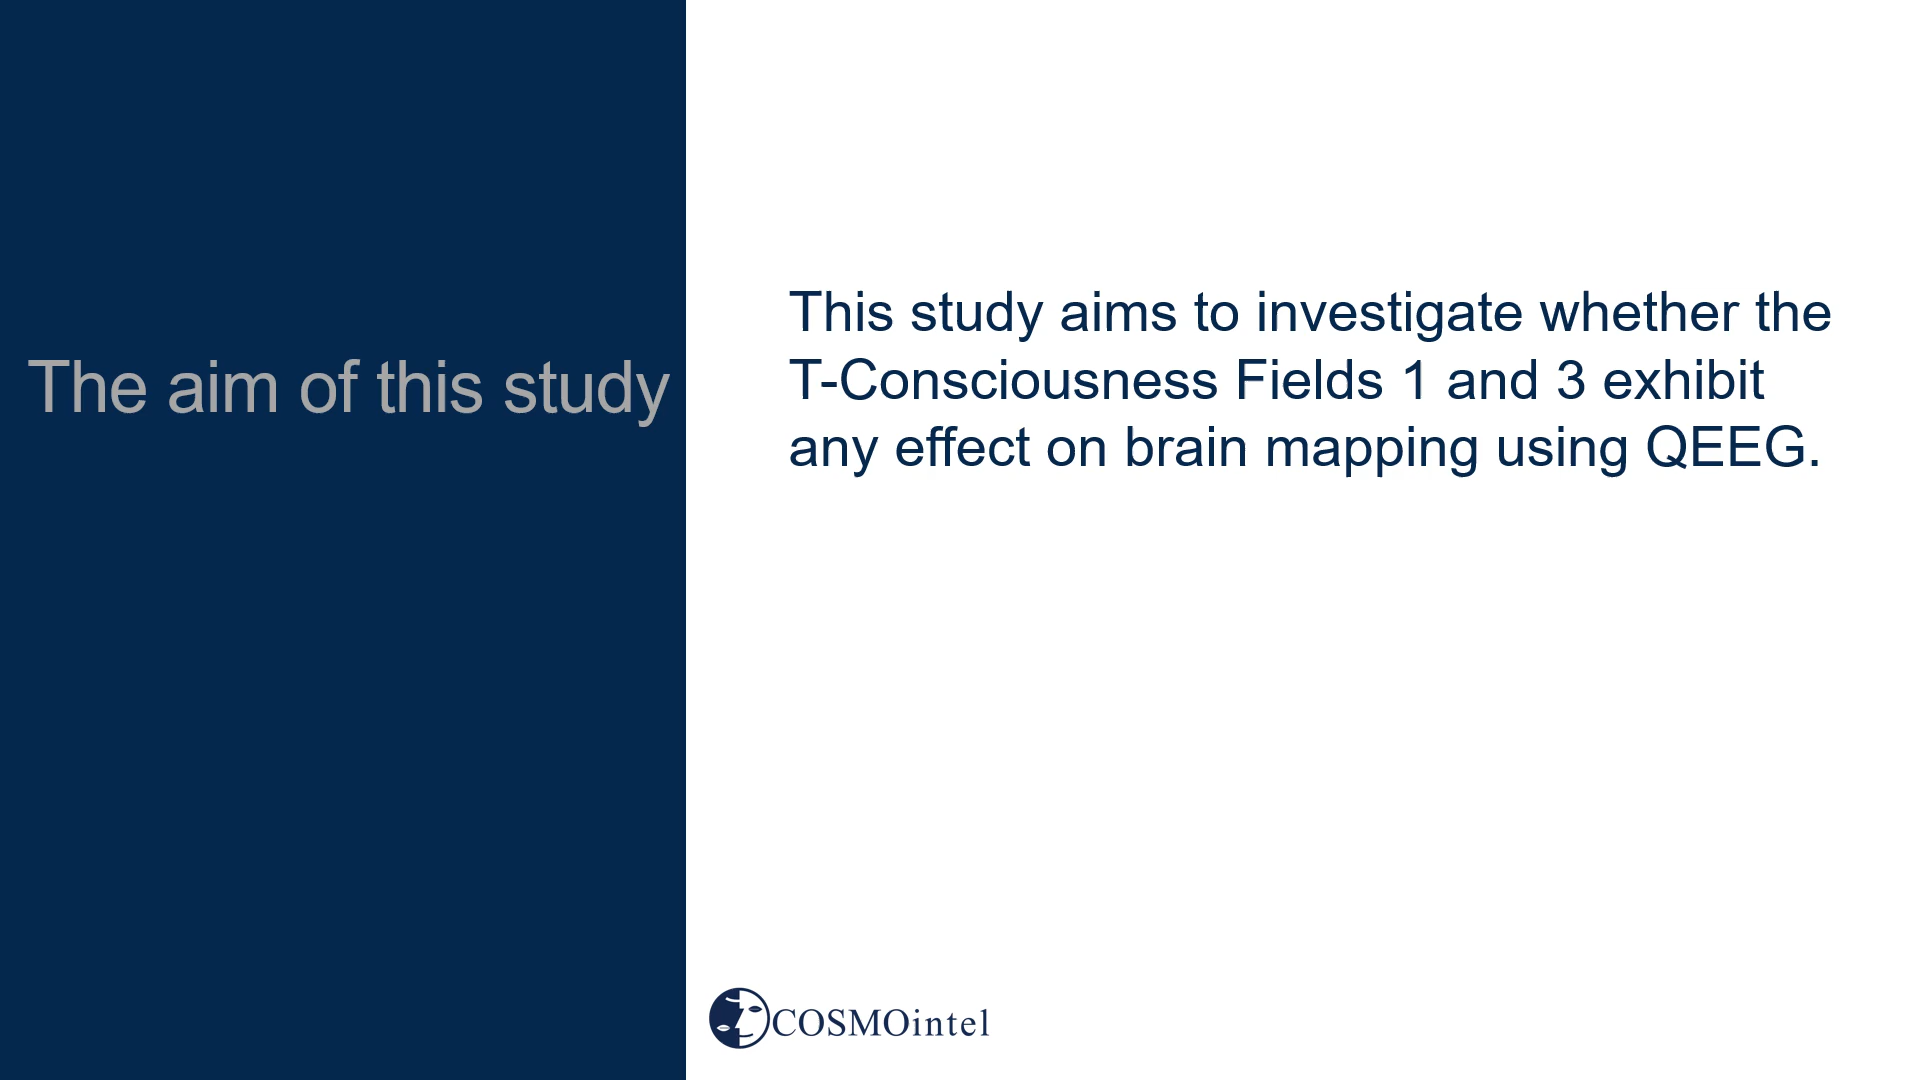 The aim of this study
This study aims to investigate whether the
T-Consciousness Fields 1 and 3 exhibit
any effect on brain mapping using QEEG.
COSMOintel